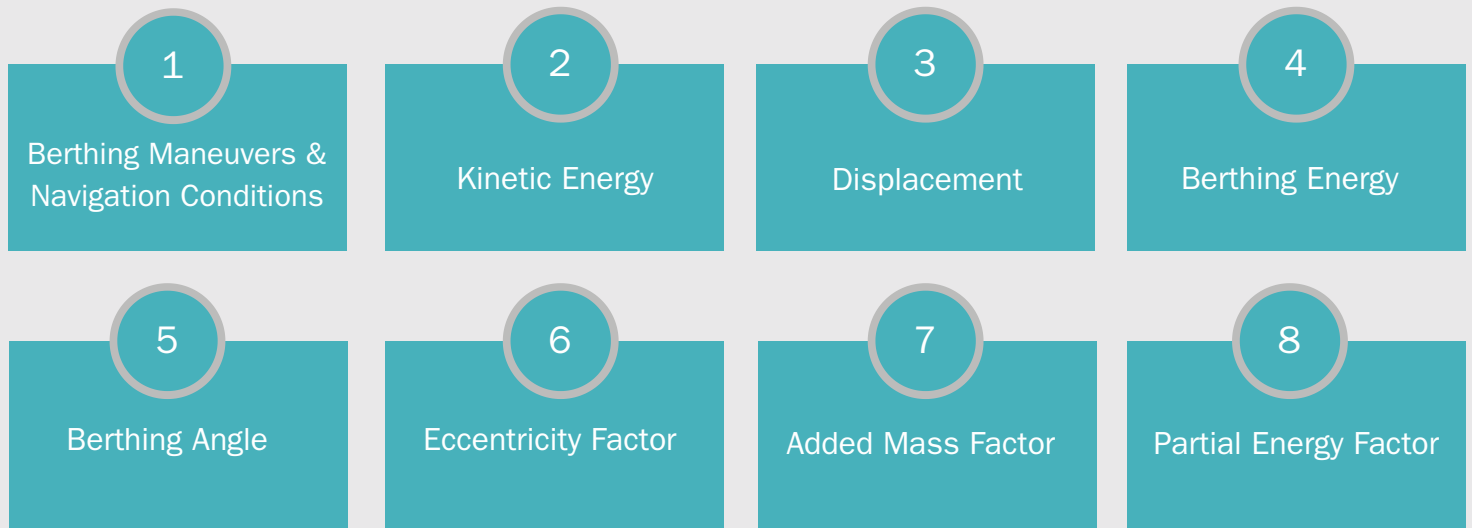 1
Berthing Maneuvers &
Navigation Conditions
2
Kinetic Energy
3
Displacement
4
Berthing Energy
5
Berthing Angle
6
Eccentricity Factor
7
Added Mass Factor
8
Partial Energy Factor